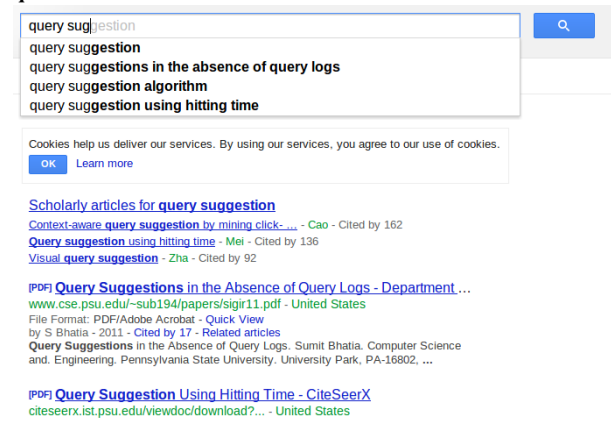 query suggestion
query suggestion
query suggestions in the absence of query logs
query suggestion algorithm
query suggestion using hitting time
Cookies help us deliver our services. By using our services, you agree to our use of cookies.
OK Learn more
Scholarly articles for query suggestion
Context-aware query suggestion by mining click- ... - Cao - Cited by 162
Query suggestion using hitting time - Mei - Cited by 136
Visual query suggestion - Zha - Cited by 92
[PDF] Query Suggestions in the Absence of Query Logs - Department ...
www.cse.psu.edu/~sub194/papers/sigir11.pdf - United States
File Format: PDF/Adobe Acrobat - Quick View
by S Bhatia - 2011 - Cited by 17 - Related articles
Query Suggestions in the Absence of Query Logs. Sumit Bhatia. Computer Science
and. Engineering. Pennsylvania State University. University Park, PA-16802, ...
[PDF] Query Suggestion Using Hitting Time - CiteSeerX
citeseerx.ist.psu.edu/viewdoc/download?... - United States